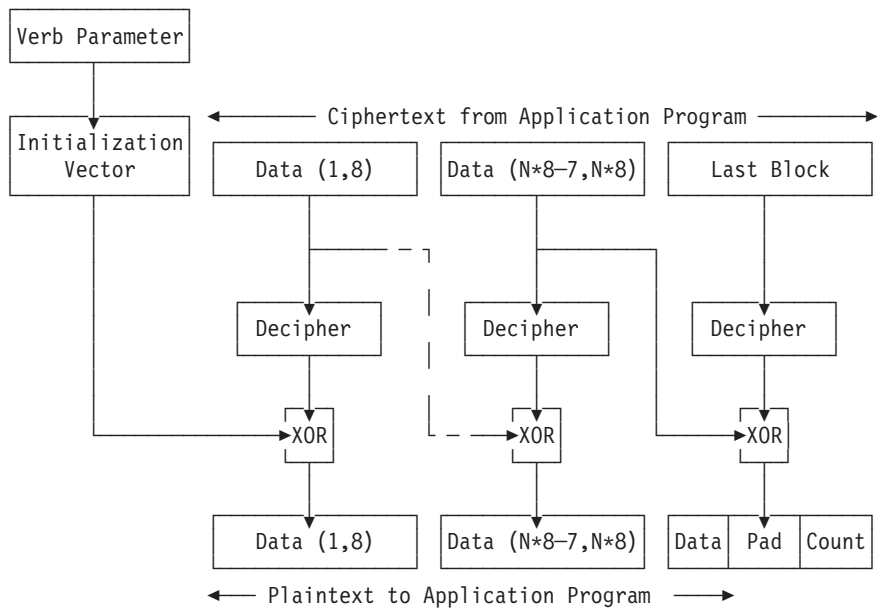 Verb Parameter
Ciphertext from Application Program
Initialization
Vector
Data (1,8)
Data (N*8–7,N*8)
Last Block
Decipher
Decipher
Decipher
XOR
XOR
XOR
Data (1,8)
Data (N*8–7,N*8)
Data
Pad
Count
Plaintext to Application Program